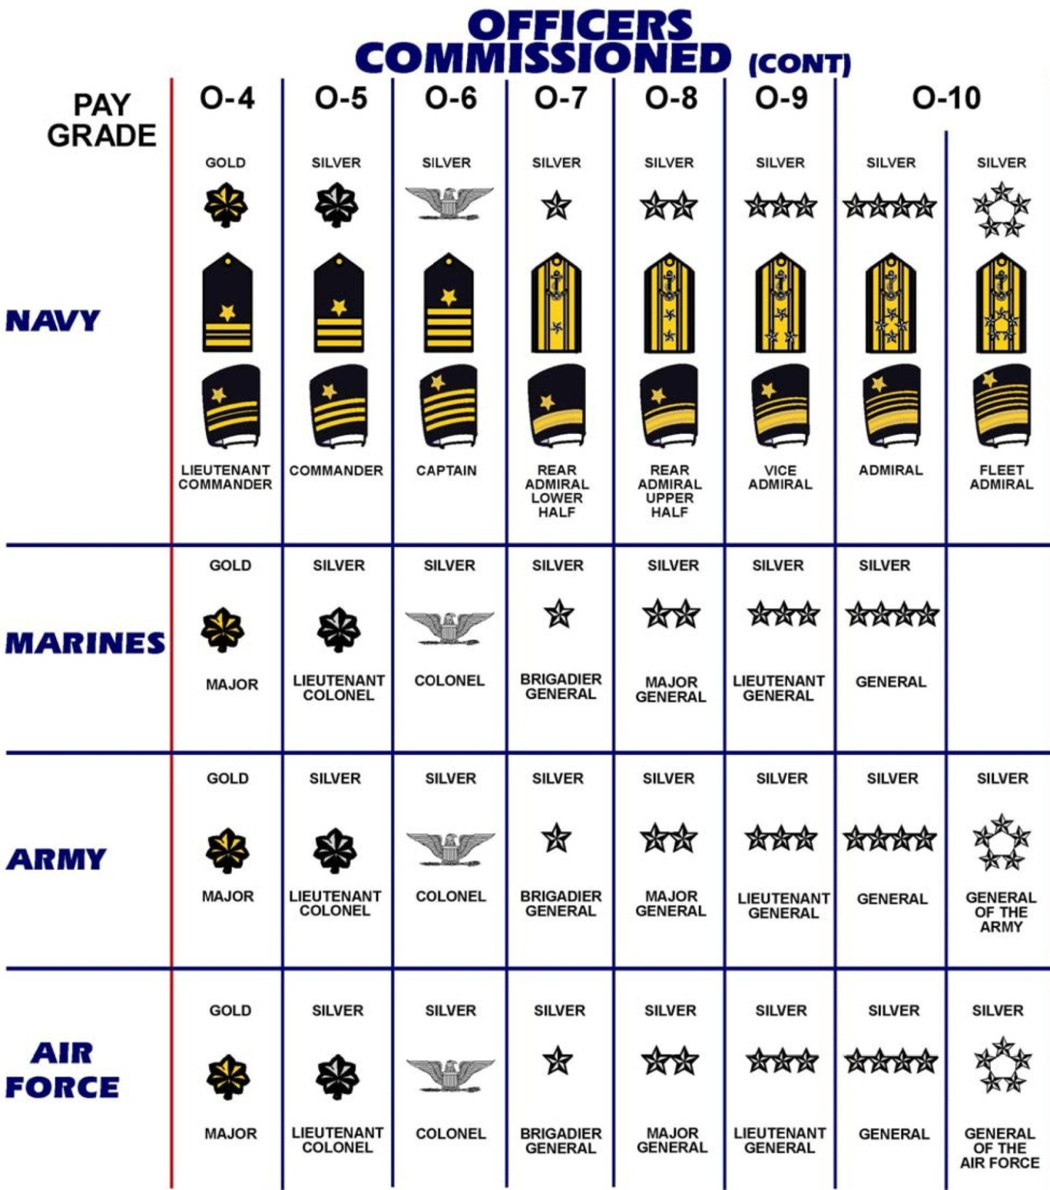 OFFICERS
COMMISSIONED (CONT)
PAY
GRADE
O-4
O-5
O-6
O-7
O-8
O-9
O-10
NAVY
GOLD
SILVER
SILVER
SILVER
SILVER
SILVER
SILVER
SILVER
LIEUTENANT
COMMANDER
COMMANDER
CAPTAIN
REAR
ADMIRAL
LOWER
HALF
REAR
ADMIRAL
UPPER
HALF
VICE
ADMIRAL
ADMIRAL
FLEET
ADMIRAL
MARINES
GOLD
SILVER
SILVER
SILVER
SILVER
SILVER
SILVER
MAJOR
LIEUTENANT
COLONEL
COLONEL
BRIGADIER
GENERAL
MAJOR
GENERAL
LIEUTENANT
GENERAL
GENERAL
ARMY
GOLD
SILVER
SILVER
SILVER
SILVER
SILVER
SILVER
SILVER
MAJOR
LIEUTENANT
COLONEL
COLONEL
BRIGADIER
GENERAL
MAJOR
GENERAL
LIEUTENANT
GENERAL
GENERAL
GENERAL
OF THE
ARMY
AIR
FORCE
GOLD
SILVER
SILVER
SILVER
SILVER
SILVER
SILVER
SILVER
MAJOR
LIEUTENANT
COLONEL
COLONEL
BRIGADIER
GENERAL
MAJOR
GENERAL
LIEUTENANT
GENERAL
GENERAL
GENERAL
OF THE
AIR FORCE